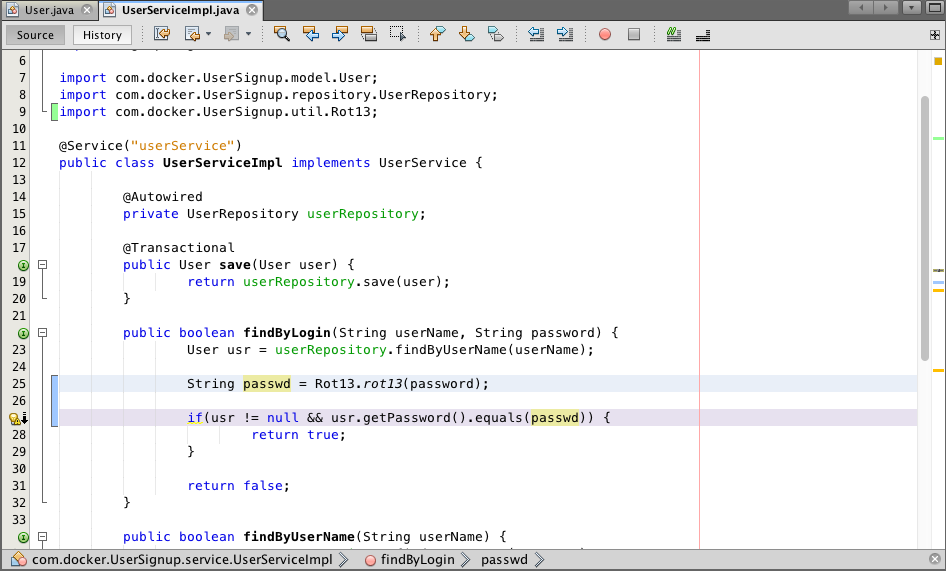 User.java
UserServiceImpl.java
Source
History
6
7 import com.docker.UserSignup.model.User;
8 import com.docker.UserSignup.repository.UserRepository;
9 import com.docker.UserSignup.util.Rot13;
10
11 @Service("userService")
12 public class UserServiceImpl implements UserService {
13
14 @Autowired
15 private UserRepository userRepository;
16
17 @Transactional
public User save(User user) {
19 return userRepository.save(user);
20 }
21
public boolean findByLogin(String userName, String password) {
23 User usr = userRepository.findByUserName(userName);
24
25 String passwd = Rot13.rot13(password);
26
if(usr != null && usr.getPassword().equals(passwd)) {
28 return true;
29 }
30
31 return false;
32 }
33
public boolean findByUserName(String userName) {
com.docker.UserSignup.service.UserServiceImpl
findByLogin
passwd